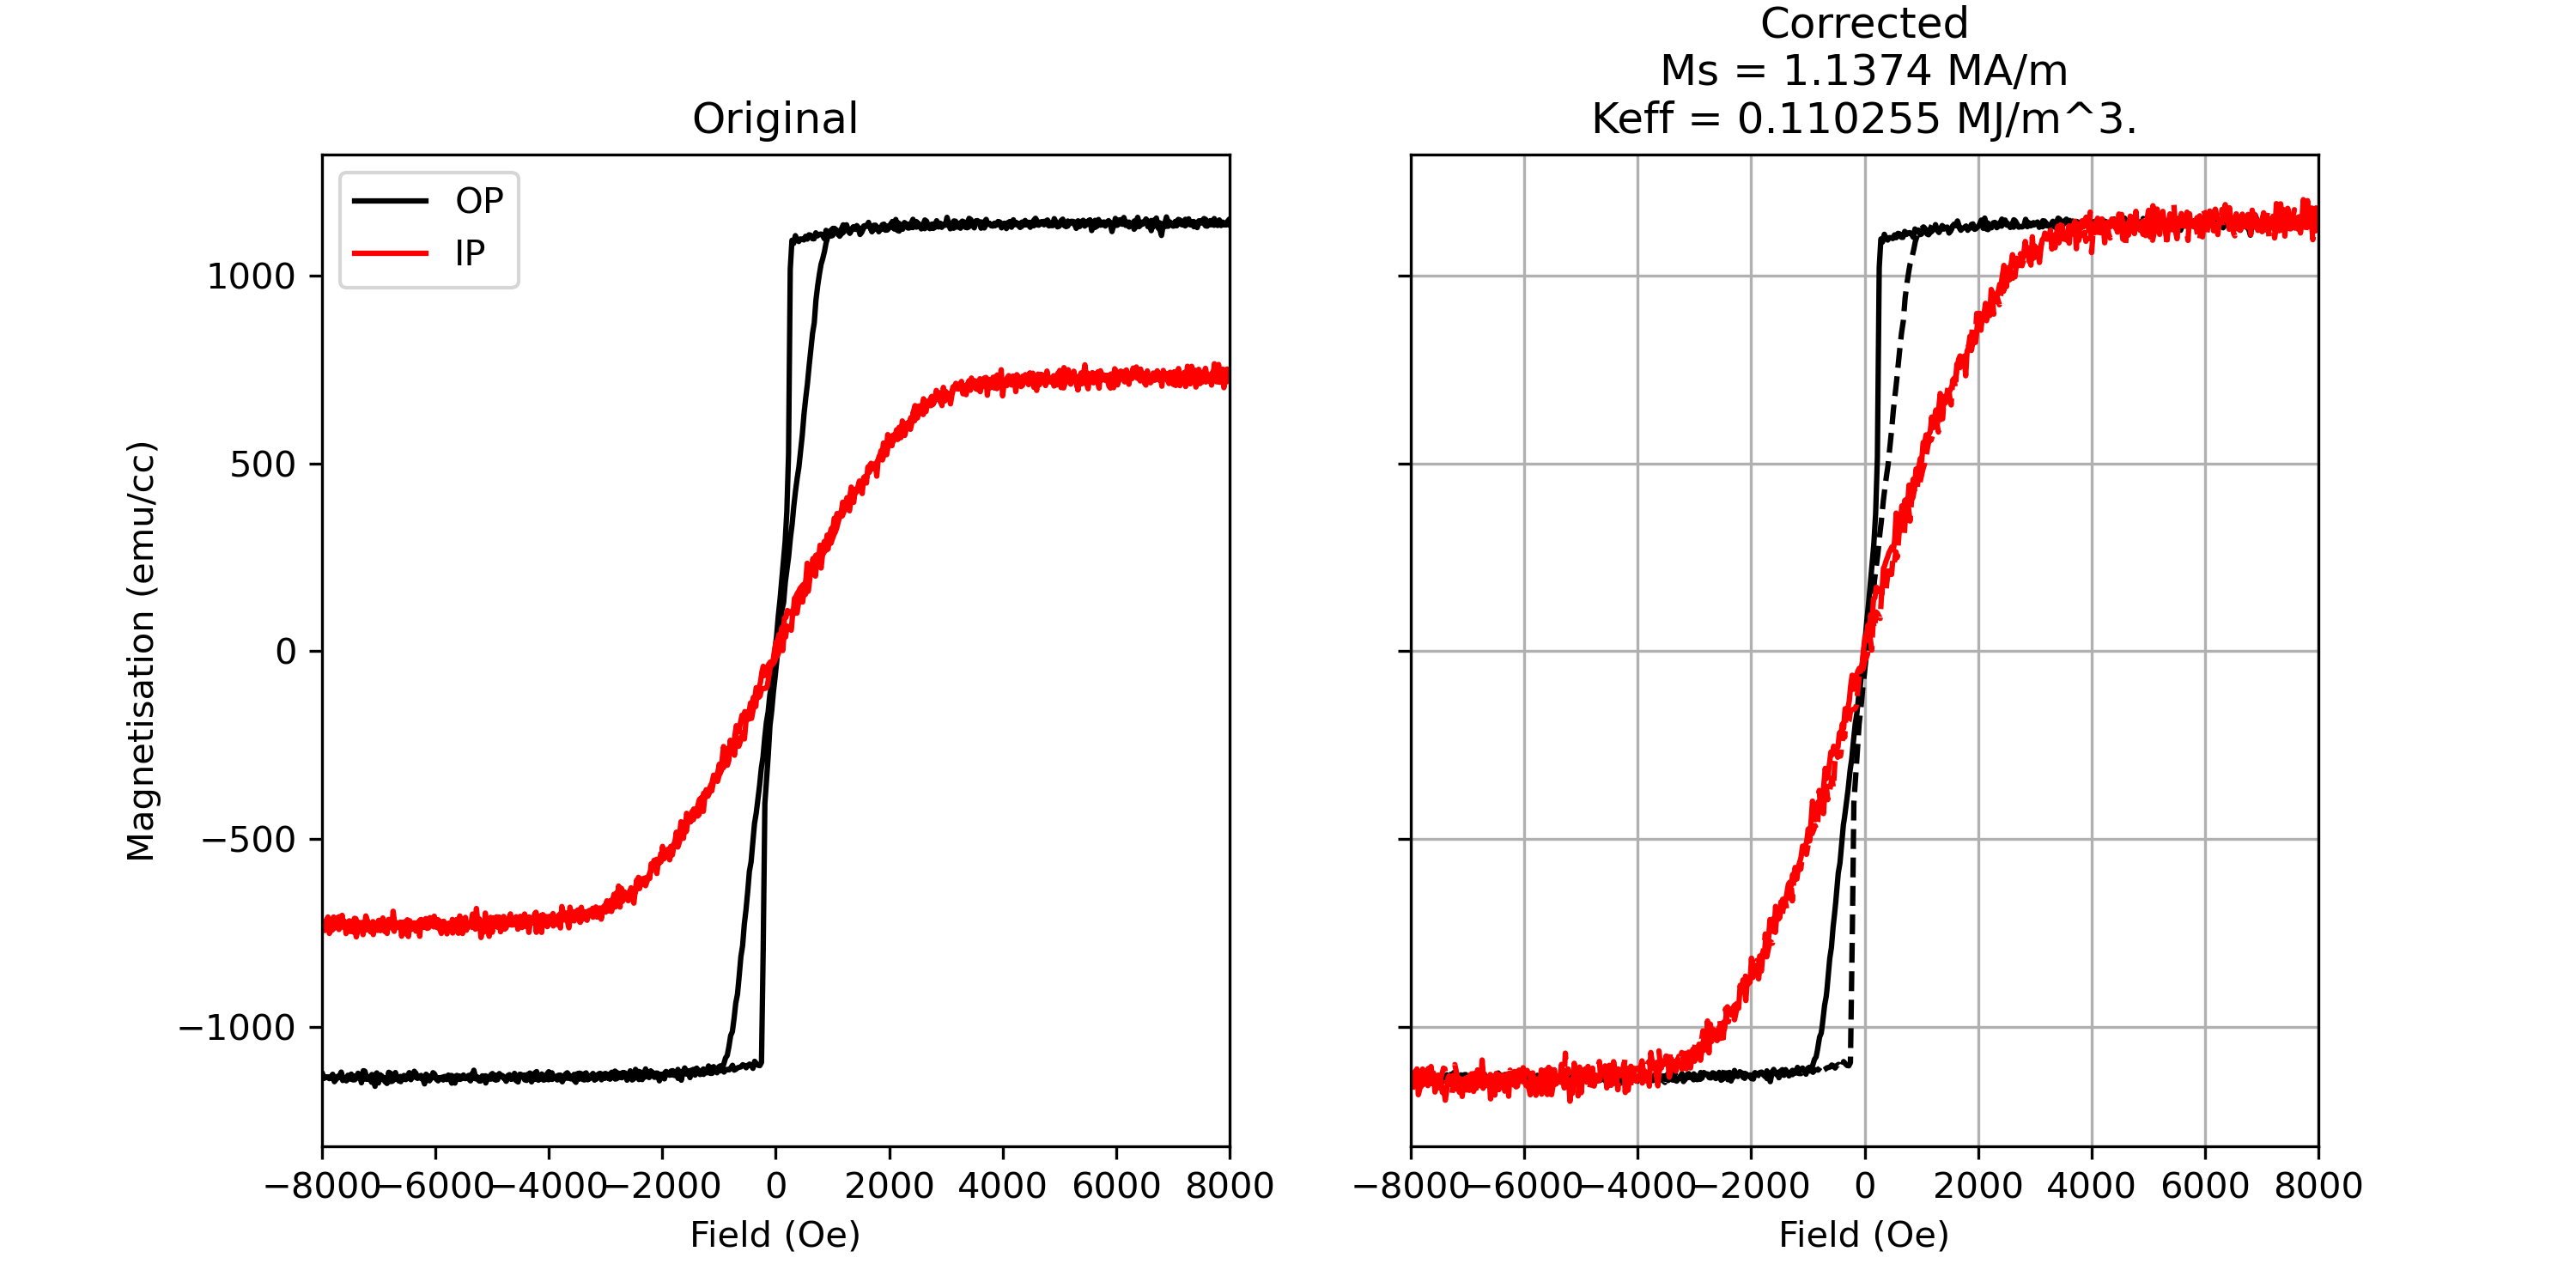 Original
OP
IP
1000
500
0
−500
−1000
Magnetisation (emu/cc)
−8000 −6000 −4000 −2000 0 2000 4000 6000 8000
Field (Oe)
Corrected
Ms = 1.1374 MA/m
Keff = 0.110255 MJ/m^3.
−8000 −6000 −4000 −2000 0 2000 4000 6000 8000
Field (Oe)